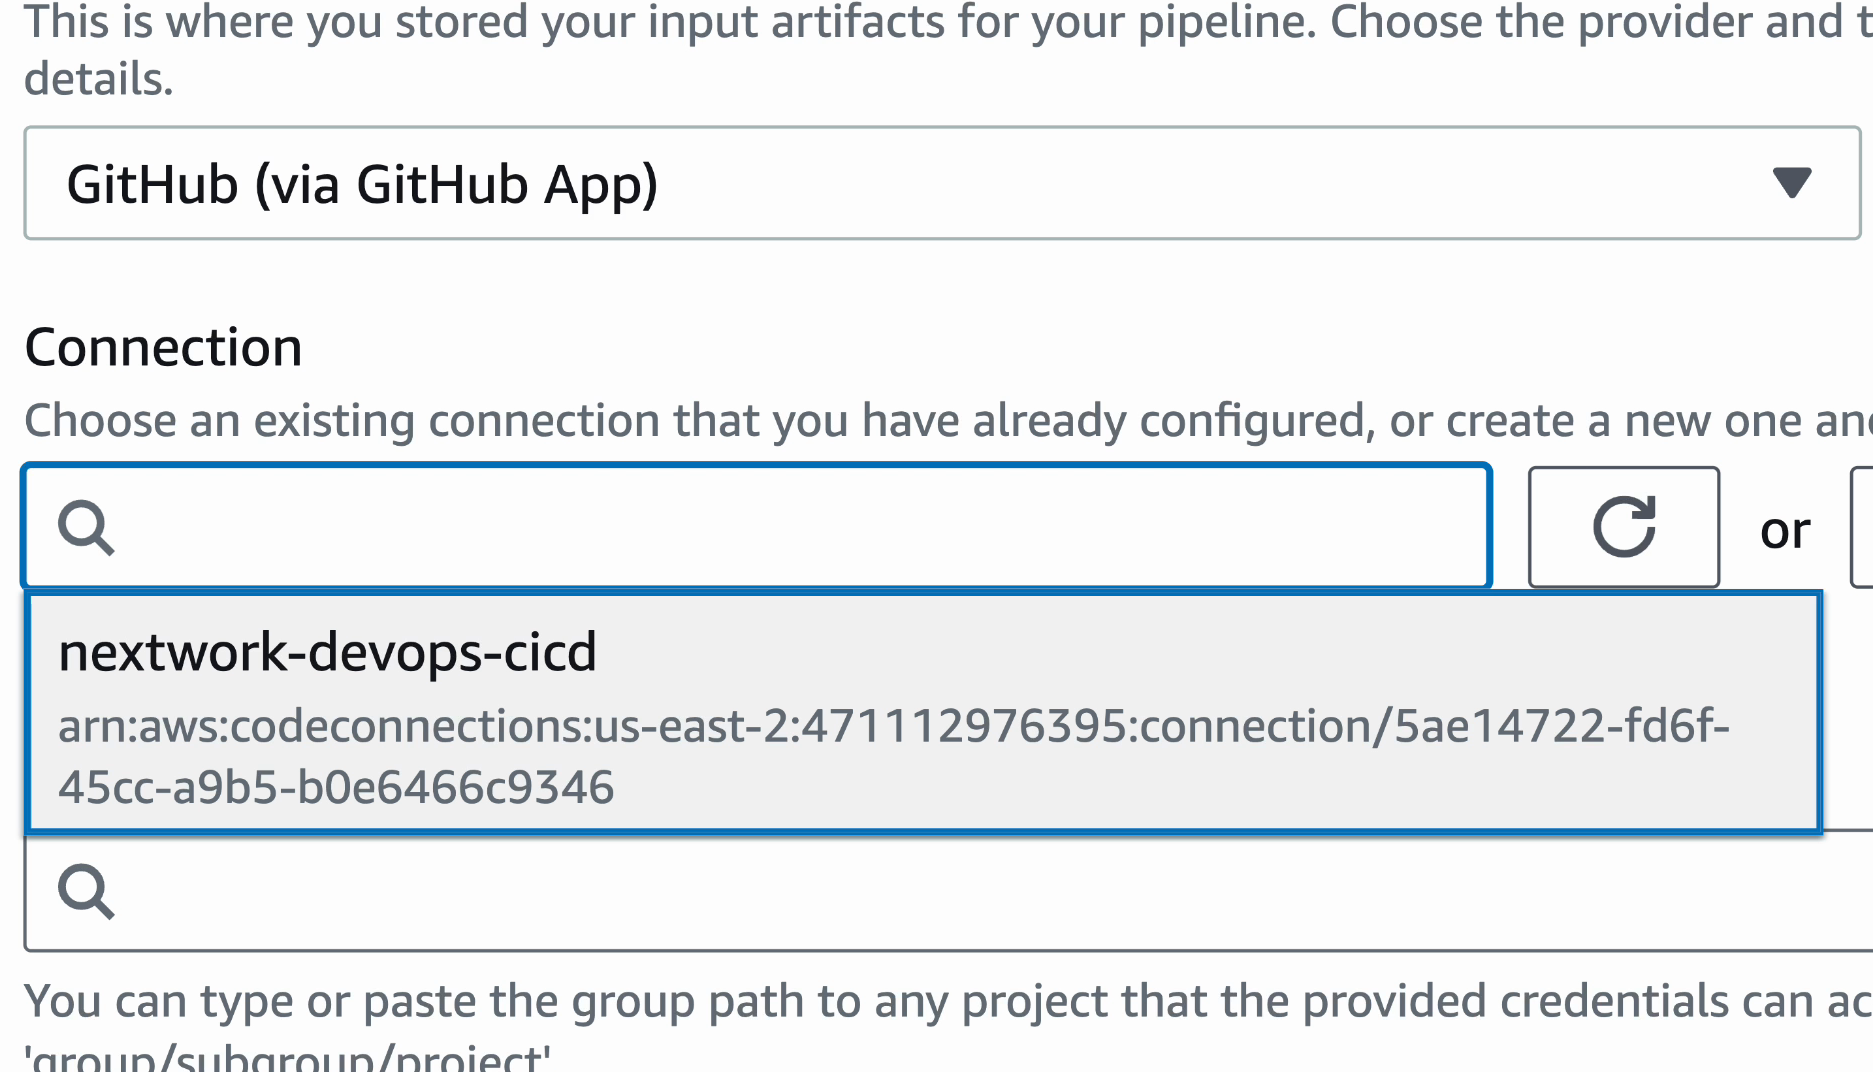 This is where you stored your input artifacts for your pipeline. Choose the provider and t
details.
GitHub (via GitHub App)
Connection
Choose an existing connection that you have already configured, or create a new one and
or
nextwork-devops-cicd
arn:aws:codeconnections:us-east-2:471112976395:connection/5ae14722-fd6f-
45cc-a9b5-b0e6466c9346
You can type or paste the group path to any project that the provided credentials can ac
'group/subgroup/project'